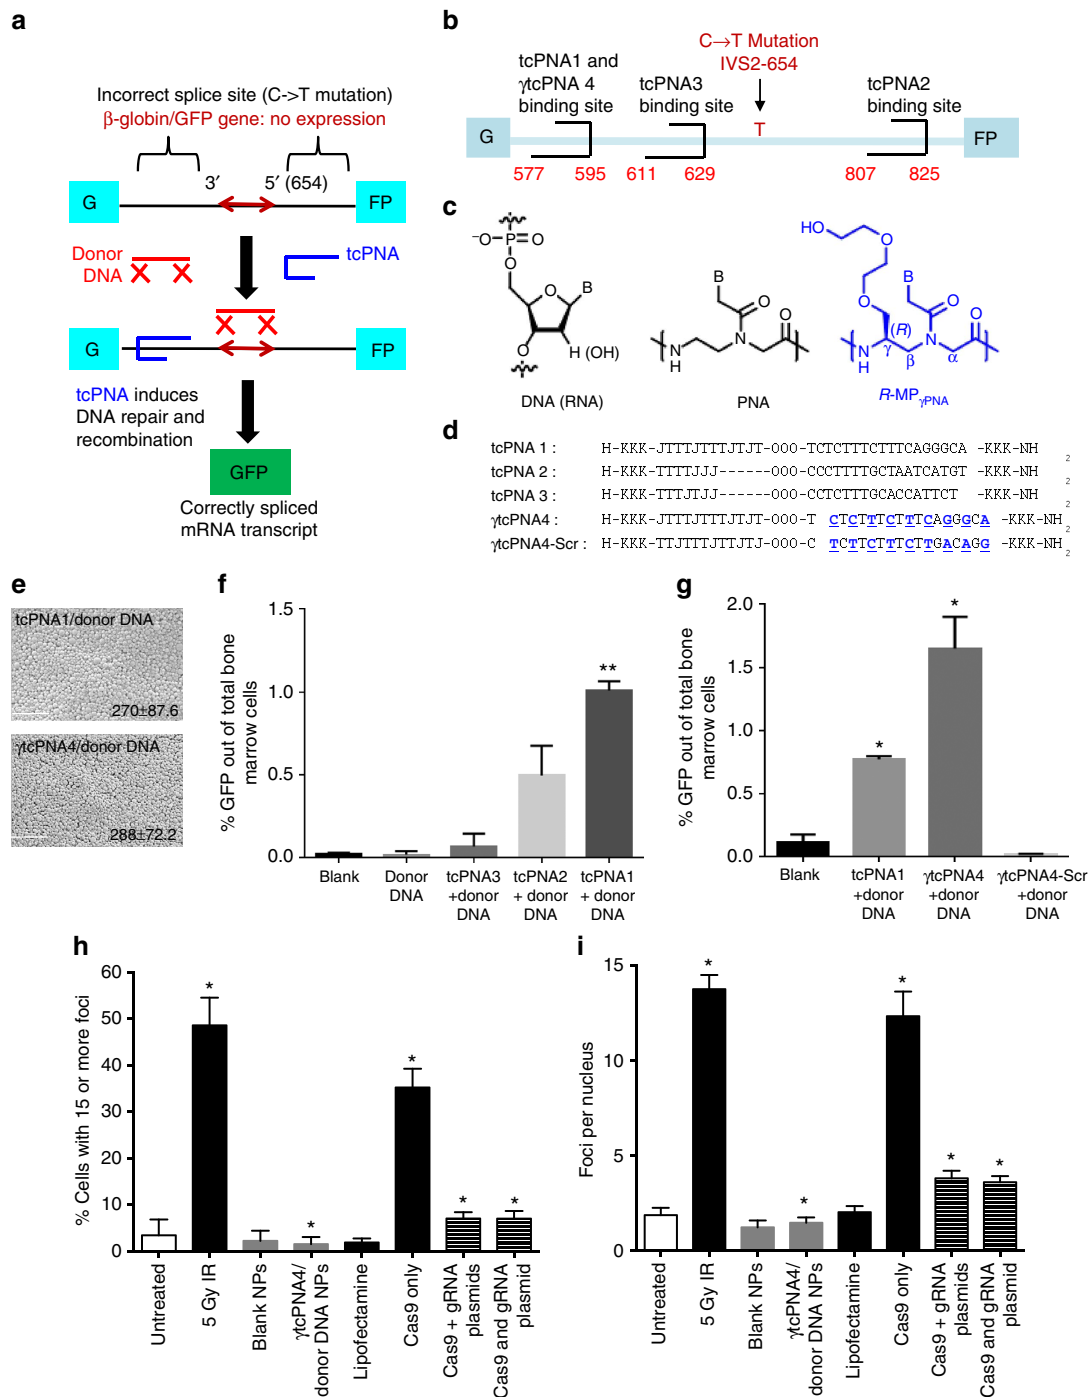 a
Incorrect splice site (C->T mutation)
β-globin/GFP gene: no expression
3′
5′ (654)
G
FP
Donor
DNA
tcPNA
G
FP
tcPNA induces
DNA repair and
recombination
GFP
Correctly spliced
mRNA transcript
b
C→T Mutation
IVS2-654
tcPNA1 and
γtcPNA 4
binding site
tcPNA3
binding site
tcPNA2
binding site
G
T
FP
577
595
611
629
807
825
c
⁻O–P=O
O
O
O
B
H (OH)
DNA (RNA)
B
O
O
N
N
H
PNA
HO
O
O
B
O
O
(R)
N
N
H
γ
β
α
R-MPγPNA
d
tcPNA 1 : H-KKK-JTTTJTTTJTJT-OOO-TCTCTTTCTTTCAGGGCA -KKK-NH2
tcPNA 2 : H-KKK-TTTTJJJ------OOO-CCCTTTTGCTAATCATGT -KKK-NH2
tcPNA 3 : H-KKK-TTTJTJJ------OOO-CCTCTTTGCACCATTCT -KKK-NH2
γtcPNA4 : H-KKK-JTTTJTTTJTJT-OOO-T CTCTTTCTTTCAGGGCA -KKK-NH2
γtcPNA4-Scr : H-KKK-TTJTTTJTTJTJ-OOO-C TCTTCTTTCTTGACAGG -KKK-NH2
e
tcPNA1/donor DNA
270±87.6
γtcPNA4/donor DNA
288±72.2
f
% GFP out of total bone
marrow cells
1.5
1.0
0.5
0.0
**
Blank
Donor
DNA
tcPNA3
+donor
DNA
tcPNA2
+ donor
DNA
tcPNA1
+ donor
DNA
g
% GFP out of total bone
marrow cells
2.0
1.5
1.0
0.5
0.0
*
*
Blank
tcPNA1
+donor
DNA
γtcPNA4
+donor
DNA
γtcPNA4-Scr
+donor
DNA
h
% Cells with 15 or more foci
60
50
40
30
20
10
0
*
*
*
*
*
Untreated
5 Gy IR
Blank NPs
γtcPNA4/
donor DNA NPs
Lipofectamine
Cas9 only
Cas9 + gRNA
plasmids
Cas9 and gRNA
plasmid
i
Foci per nucleus
15
10
5
0
*
*
*
*
*
Untreated
5 Gy IR
Blank NPs
γtcPNA4/
donor DNA NPs
Lipofectamine
Cas9 only
Cas9 + gRNA
plasmids
Cas9 and gRNA
plasmid